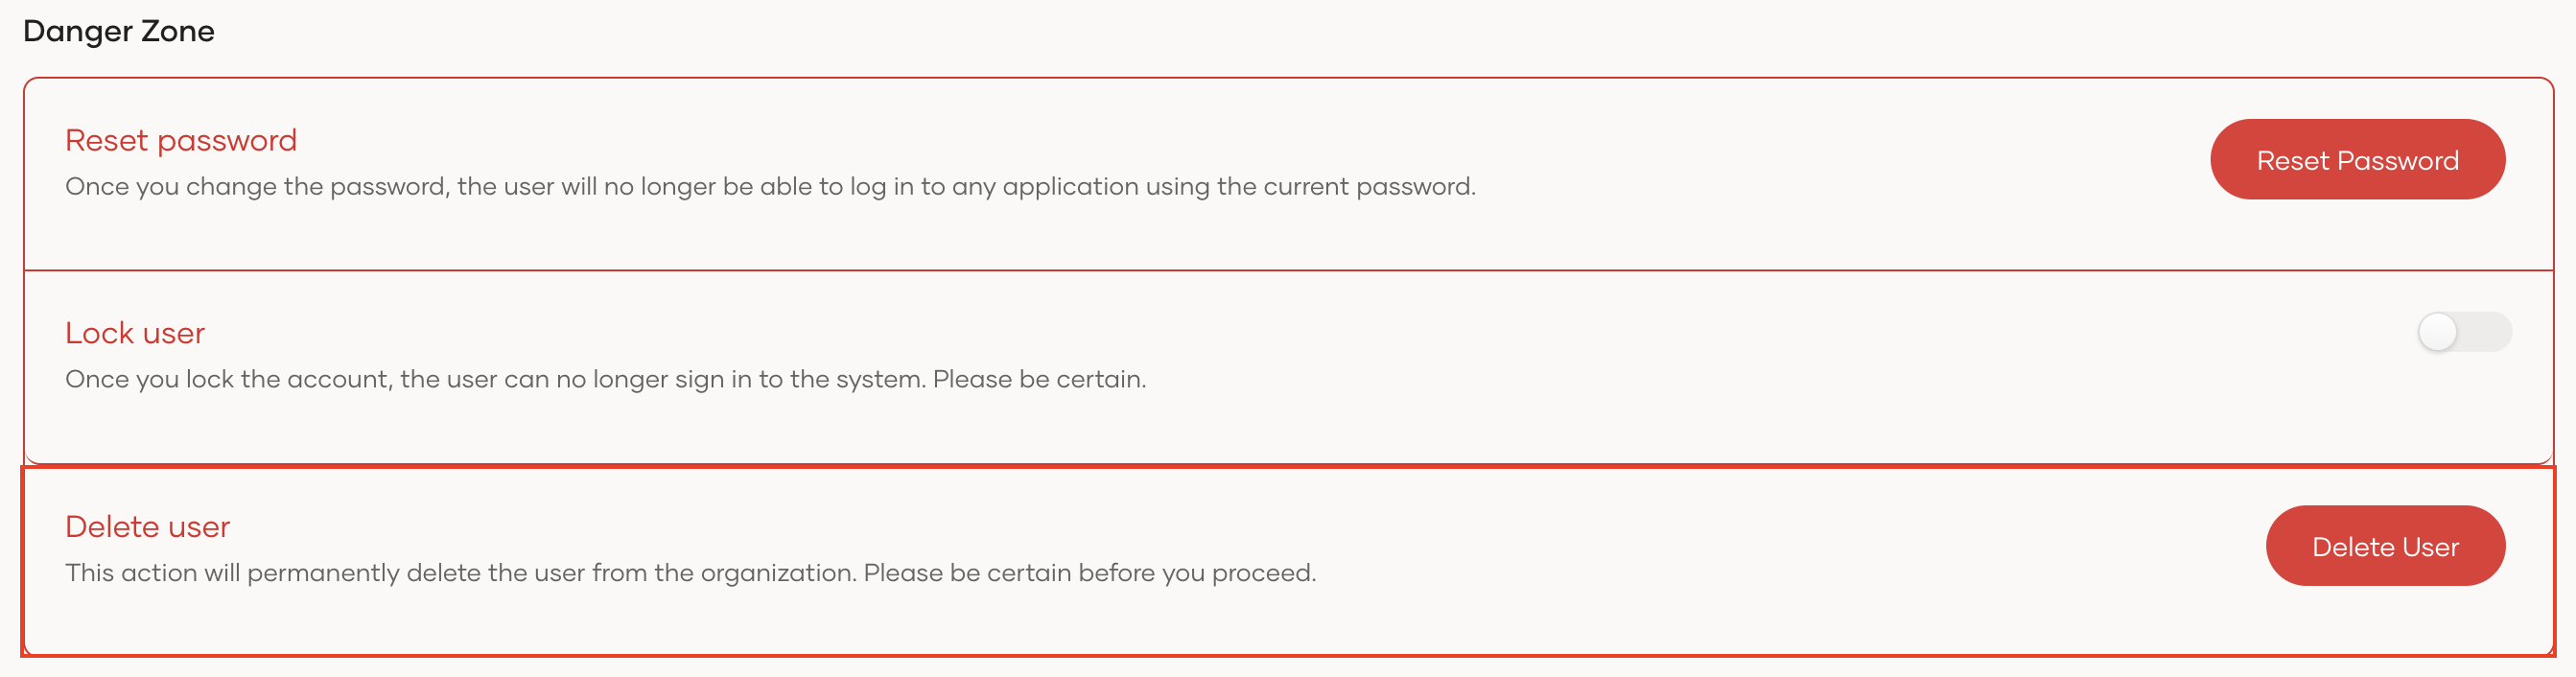 Danger Zone
Reset password
Reset Password
Once you change the password, the user will no longer be able to log in to any application using the current password.
Lock user
Once you lock the account, the user can no longer sign in to the system. Please be certain.
Delete user
Delete User
This action will permanently delete the user from the organization. Please be certain before you proceed.